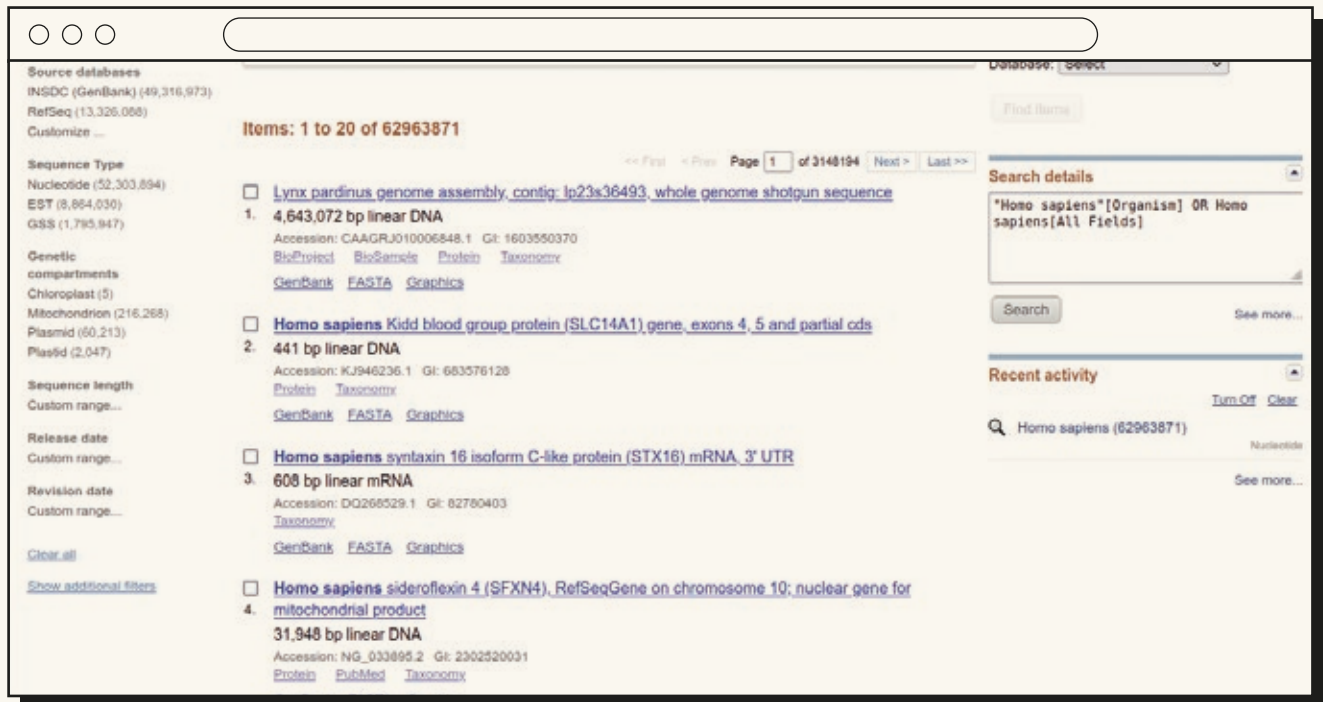 Source databases
INSDC (GenBank) (49,316,973)
RefSeq (13,326,088)
Customize ...
Sequence Type
Nucleotide (52,303,894)
EST (8,864,030)
GSS (1,795,947)
Genetic
compartments
Chloroplast (5)
Mitochondrion (216,268)
Plasmid (60,213)
Plastid (2,047)
Sequence length
Custom range...
Release date
Custom range...
Revision date
Custom range...
Clear all
Show additional filters
Items: 1 to 20 of 62963871
<< First < Prev Page 1 of 3148194 Next > Last >>
Lynx pardinus genome assembly, contig: lp23s36493, whole genome shotgun sequence
1. 4,643,072 bp linear DNA
Accession: CAAGRJ010006848.1 GI: 1603550370
BioProject BioSample Protein Taxonomy
GenBank FASTA Graphics
Homo sapiens Kidd blood group protein (SLC14A1) gene, exons 4, 5 and partial cds
2. 441 bp linear DNA
Accession: KJ946236.1 GI: 683576128
Protein Taxonomy
GenBank FASTA Graphics
Homo sapiens syntaxin 16 isoform C-like protein (STX16) mRNA, 3' UTR
3. 608 bp linear mRNA
Accession: DQ268529.1 GI: 82780403
Taxonomy
GenBank FASTA Graphics
Homo sapiens sideroflexin 4 (SFXN4), RefSeqGene on chromosome 10; nuclear gene for
4. mitochondrial product
31,948 bp linear DNA
Accession: NG_033895.2 GI: 2302520031
Protein PubMed Taxonomy
Database: Select
Find items
Search details
"Homo sapiens"[Organism] OR Homo
sapiens[All Fields]
Search
See more...
Recent activity
Turn Off Clear
Homo sapiens (62963871)
Nucleotide
See more...